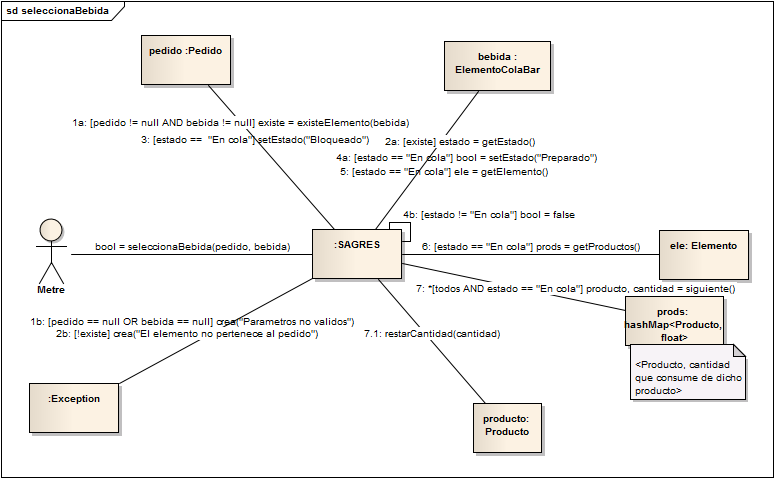 sd seleccionaBebida
pedido :Pedido
bebida :
ElementoColaBar
1a: [pedido != null AND bebida != null] existe = existeElemento(bebida)
3: [estado == "En cola"] setEstado("Bloqueado")
2a: [existe] estado = getEstado()
4a: [estado == "En cola"] bool = setEstado("Preparado")
5: [estado == "En cola"] ele = getElemento()
4b: [estado != "En cola"] bool = false
bool = seleccionaBebida(pedido, bebida)
:SAGRES
6: [estado == "En cola"] prods = getProductos()
ele: Elemento
Metre
7: *[todos AND estado == "En cola"] producto, cantidad = siguiente()
prods:
hashMap<Producto,
float>
1b: [pedido == null OR bebida == null] crea("Parametros no validos")
2b: [!existe] crea("El elemento no pertenece al pedido")
7.1: restarCantidad(cantidad)
<Producto, cantidad
que consume de dicho
producto>
:Exception
producto:
Producto